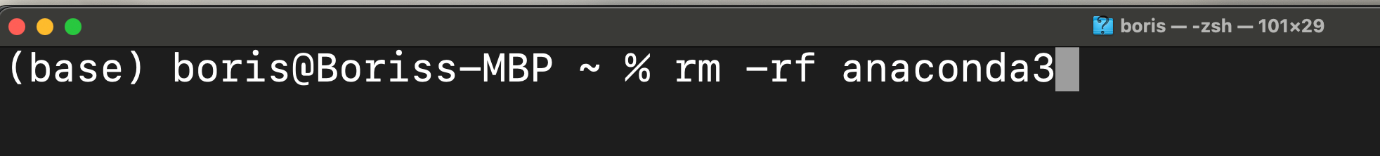 boris — -zsh — 101×29
(base) boris@Boriss-MBP ~ % rm -rf anaconda3